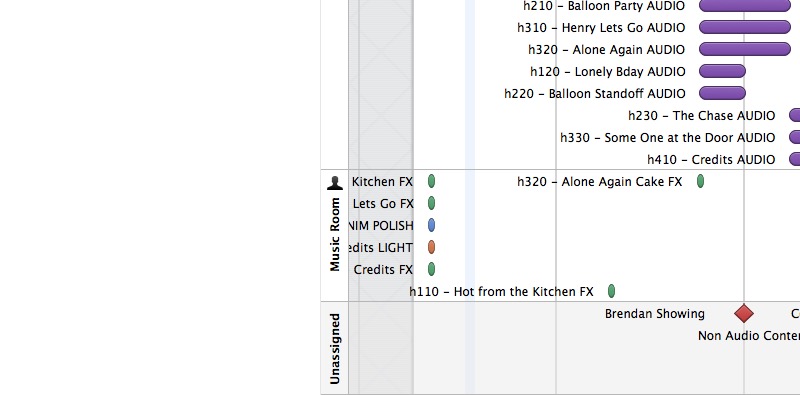 h210 – Balloon Party AUDIO
h310 – Henry Lets Go AUDIO
h320 – Alone Again AUDIO
h120 – Lonely Bday AUDIO
h220 – Balloon Standoff AUDIO
h230 – The Chase AUDIO
h330 – Some One at the Door AUDIO
h410 – Credits AUDIO
Music Room
Kitchen FX
h320 – Alone Again Cake FX
Lets Go FX
POLISH
LIGHT
Credits FX
h110 – Hot from the Kitchen FX
Unassigned
Brendan Showing
Non Audio